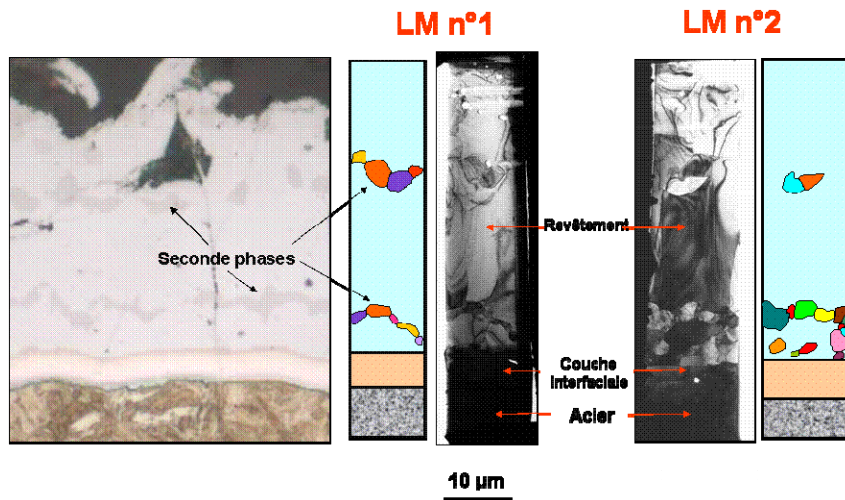 LM n°1
LM n°2
Revêtement
Seconde phases
Couche
interfaciale
Acier
10 µm